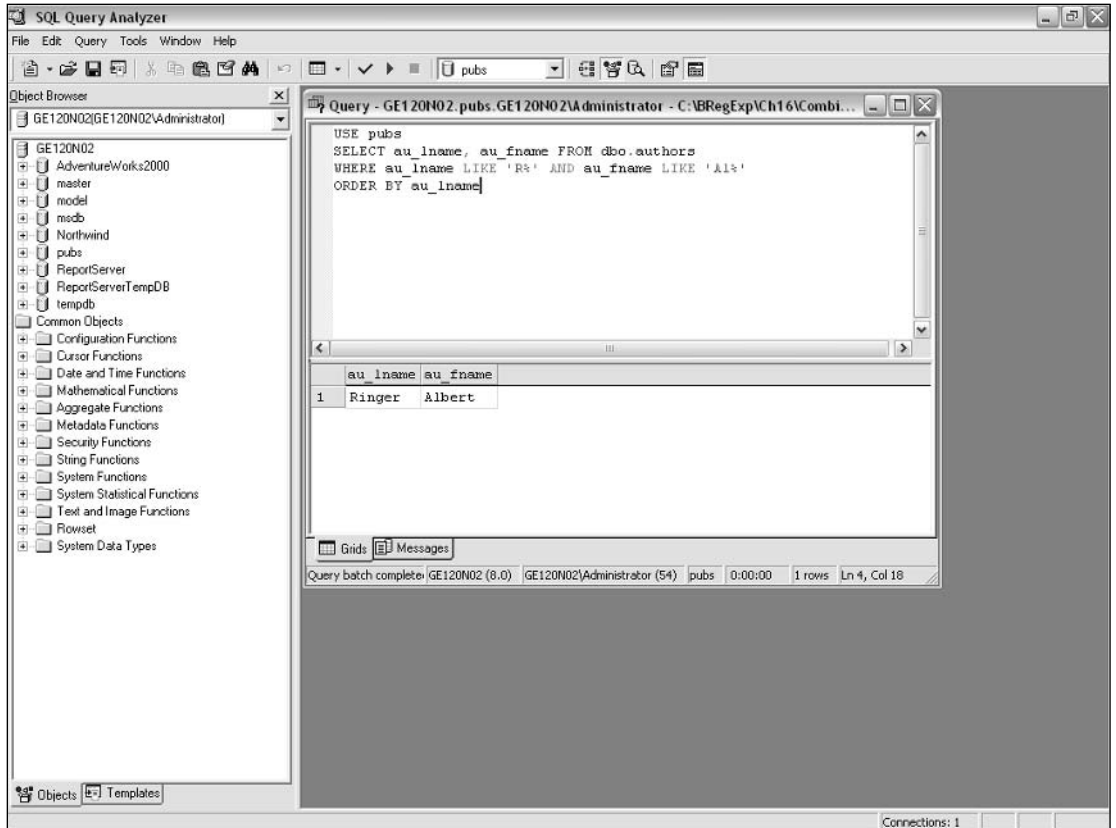 SQL Query Analyzer
File Edit Query Tools Window Help
pubs
Object Browser
GE120N02(GE120N02\Administrator)
GE120N02
AdventureWorks2000
master
model
msdb
Northwind
pubs
ReportServer
ReportServerTempDB
tempdb
Common Objects
Configuration Functions
Cursor Functions
Date and Time Functions
Mathematical Functions
Aggregate Functions
Metadata Functions
Security Functions
String Functions
System Functions
System Statistical Functions
Text and Image Functions
Rowset
System Data Types
Objects Templates
Query - GE120N02.pubs.GE120N02\Administrator - C:\BRegExp\Ch16\Combi...
USE pubs
SELECT au_lname, au_fname FROM dbo.authors
WHERE au_lname LIKE 'R%' AND au_fname LIKE 'Al%'
ORDER BY au_lname
au_lname au_fname
1 Ringer Albert
Grids Messages
Query batch complete GE120N02 (8.0) GE120N02\Administrator (54) pubs 0:00:00 1 rows Ln 4, Col 18
Connections: 1